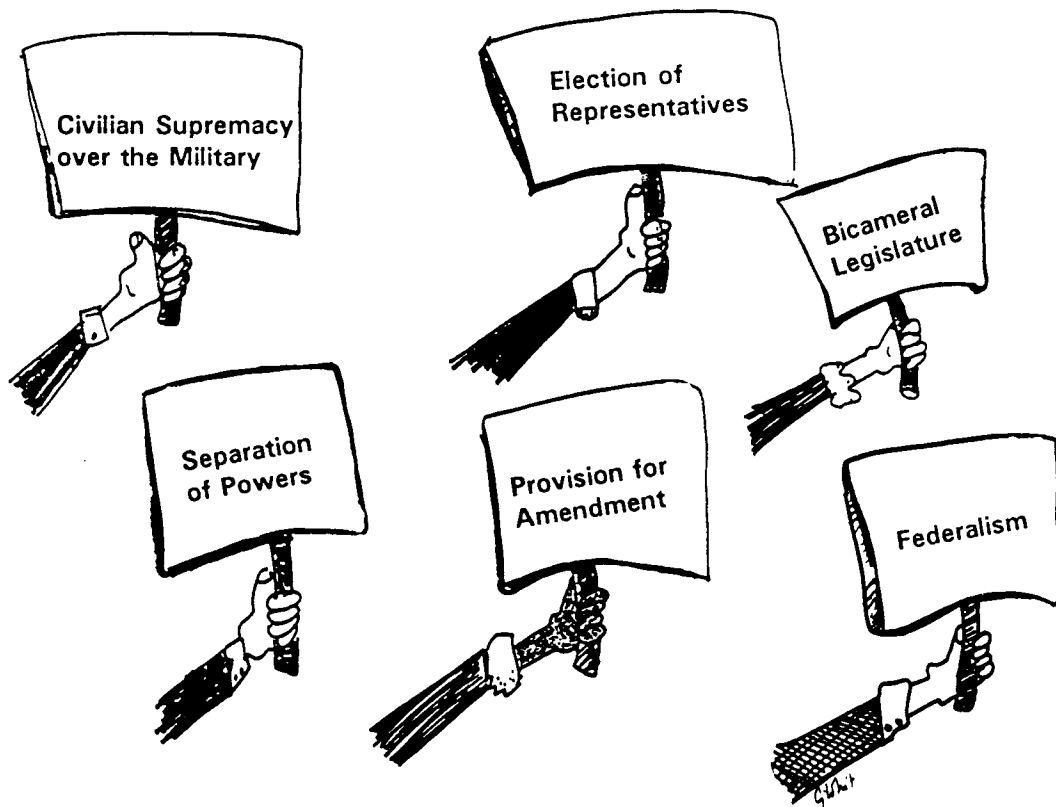 Civilian Supremacy
over the Military
Election of
Representatives
Bicameral
Legislature
Separation
of Powers
Provision for
Amendment
Federalism